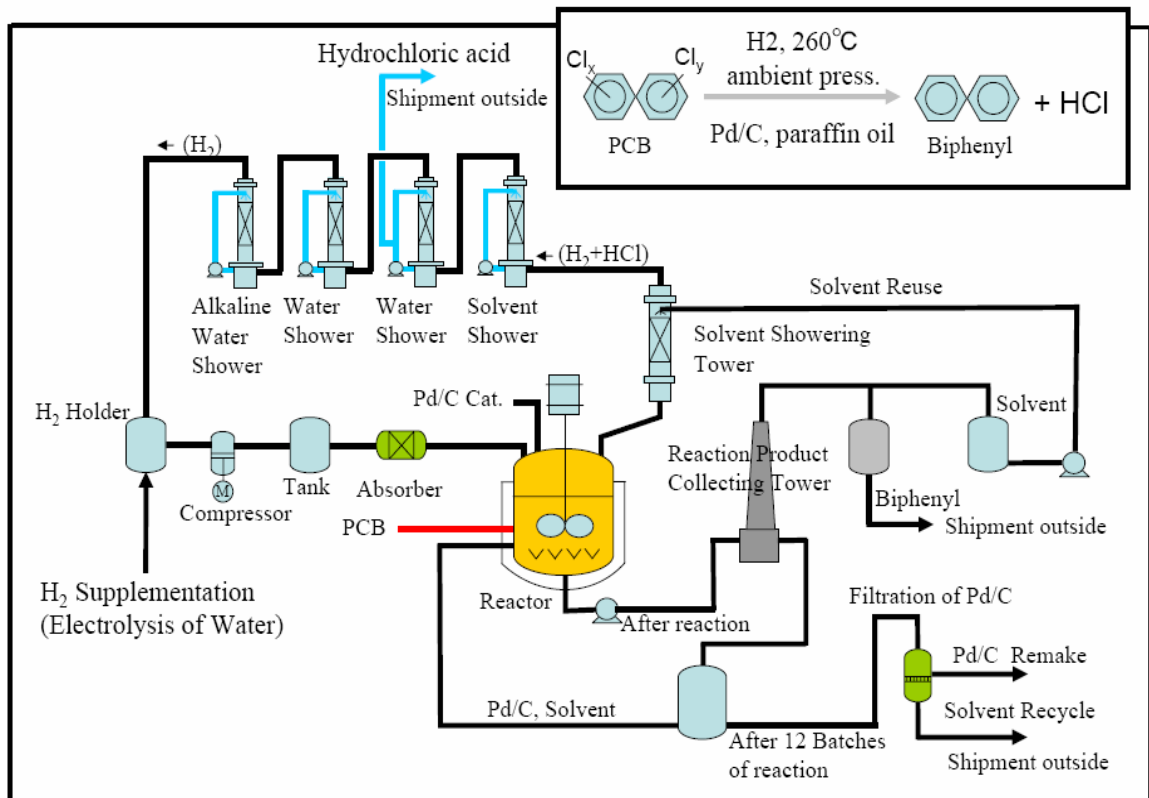 H2, 260℃
ambient press.
Clx
Cly
Pd/C, paraffin oil
PCB
Biphenyl
+ HCl
Hydrochloric acid
Shipment outside
(H2)
(H2+HCl)
Alkaline
Water
Shower
Water
Shower
Water
Shower
Solvent
Shower
Solvent Reuse
Solvent Showering
Tower
H2 Holder
Pd/C Cat.
Solvent
Tank
Absorber
M
Compressor
Reaction Product
Collecting Tower
Biphenyl
Shipment outside
PCB
H2 Supplementation
(Electrolysis of Water)
Reactor
After reaction
Filtration of Pd/C
Pd/C Remake
Pd/C, Solvent
Solvent Recycle
After 12 Batches
of reaction
Shipment outside